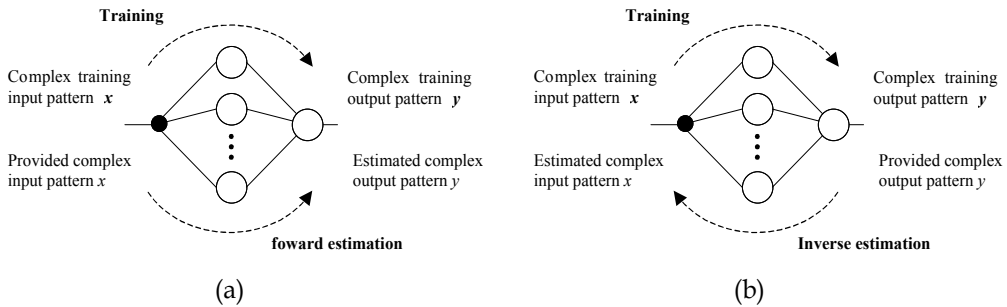 Training
Complex training
input pattern x
Complex training
output pattern y
Provided complex
input pattern x
Estimated complex
output pattern y
foward estimation
(a)
Training
Complex training
input pattern x
Complex training
output pattern y
Estimated complex
input pattern x
Provided complex
output pattern y
Inverse estimation
(b)